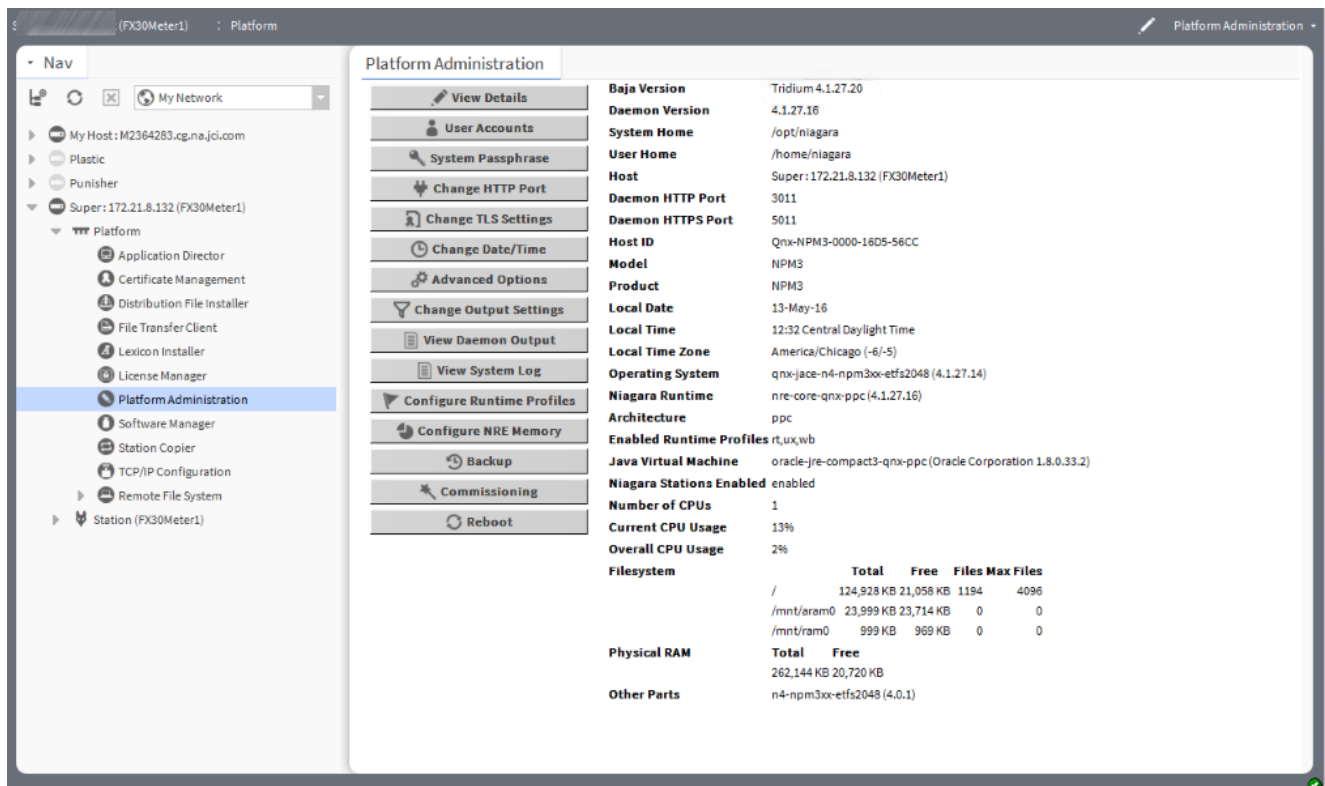 (FX30Meter1) : Platform
Platform Administration
Nav
My Network
My Host : M2364283.cg.na.jci.com
Plastic
Punisher
Super : 172.21.8.132 (FX30Meter1)
Platform
Application Director
Certificate Management
Distribution File Installer
File Transfer Client
Lexicon Installer
License Manager
Platform Administration
Software Manager
Station Copier
TCP/IP Configuration
Remote File System
Station (FX30Meter1)
Platform Administration
View Details
User Accounts
System Passphrase
Change HTTP Port
Change TLS Settings
Change Date/Time
Advanced Options
Change Output Settings
View Daemon Output
View System Log
Configure Runtime Profiles
Configure NRE Memory
Backup
Commissioning
Reboot
Baja Version Tridium 4.1.27.20
Daemon Version 4.1.27.16
System Home /opt/niagara
User Home /home/niagara
Host Super : 172.21.8.132 (FX30Meter1)
Daemon HTTP Port 3011
Daemon HTTPS Port 5011
Host ID Qnx-NPM3-0000-16D5-56CC
Model NPM3
Product NPM3
Local Date 13-May-16
Local Time 12:32 Central Daylight Time
Local Time Zone America/Chicago (-6/-5)
Operating System qnx-jace-n4-npm3xx-etfs2048 (4.1.27.14)
Niagara Runtime nre-core-qnx-ppc (4.1.27.16)
Architecture ppc
Enabled Runtime Profiles rt,ux,wb
Java Virtual Machine oracle-jre-compact3-qnx-ppc (Oracle Corporation 1.8.0.33.2)
Niagara Stations Enabled enabled
Number of CPUs 1
Current CPU Usage 13%
Overall CPU Usage 2%
Filesystem Total Free Files Max Files
/ 124,928 KB 21,058 KB 1194 4096
/mnt/aram0 23,999 KB 23,714 KB 0 0
/mnt/ram0 999 KB 969 KB 0 0
Physical RAM Total Free
262,144 KB 20,720 KB
Other Parts n4-npm3xx-etfs2048 (4.0.1)